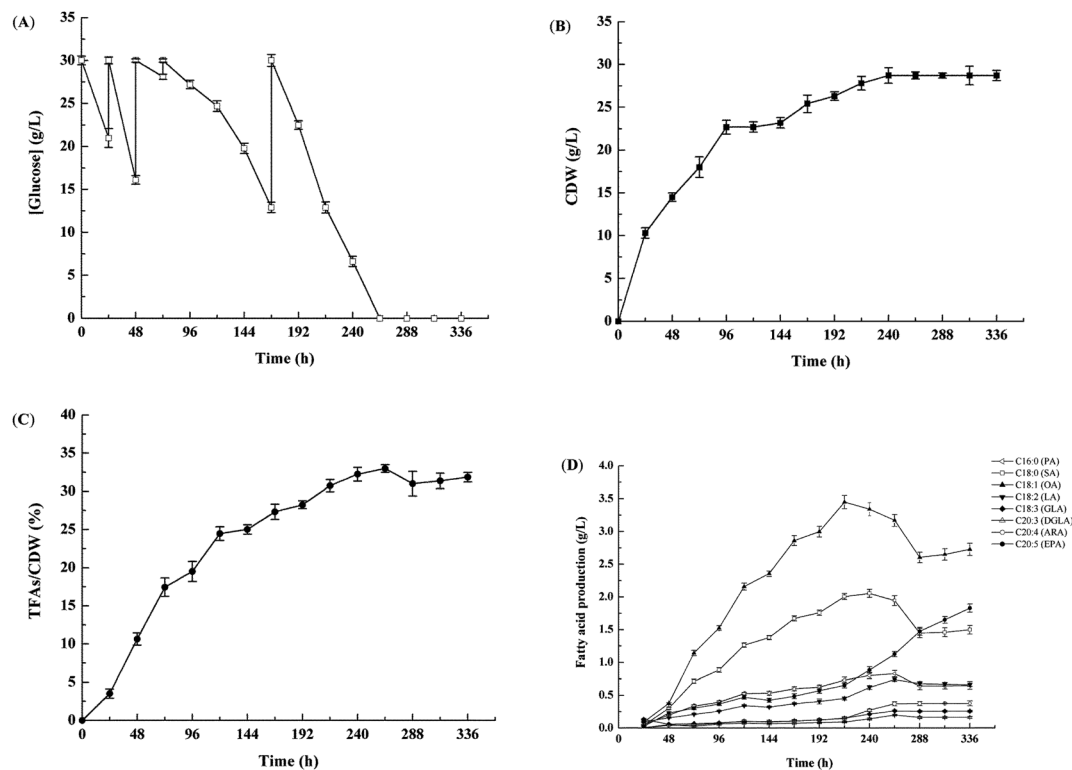 (A)
[Glucose] (g/L)
35
30
25
20
15
10
5
0
0 48 96 144 192 240 288 336
Time (h)
(B)
CDW (g/L)
35
30
25
20
15
10
5
0
0 48 96 144 192 240 288 336
Time (h)
(C)
TFAs/CDW (%)
40
35
30
25
20
15
10
5
0
0 48 96 144 192 240 288 336
Time (h)
(D)
Fatty acid production (g/L)
4.0
3.5
3.0
2.5
2.0
1.5
1.0
0.5
0.0
0 48 96 144 192 240 288 336
Time (h)
C16:0 (PA)
C18:0 (SA)
C18:1 (OA)
C18:2 (LA)
C18:3 (GLA)
C20:3 (DGLA)
C20:4 (ARA)
C20:5 (EPA)